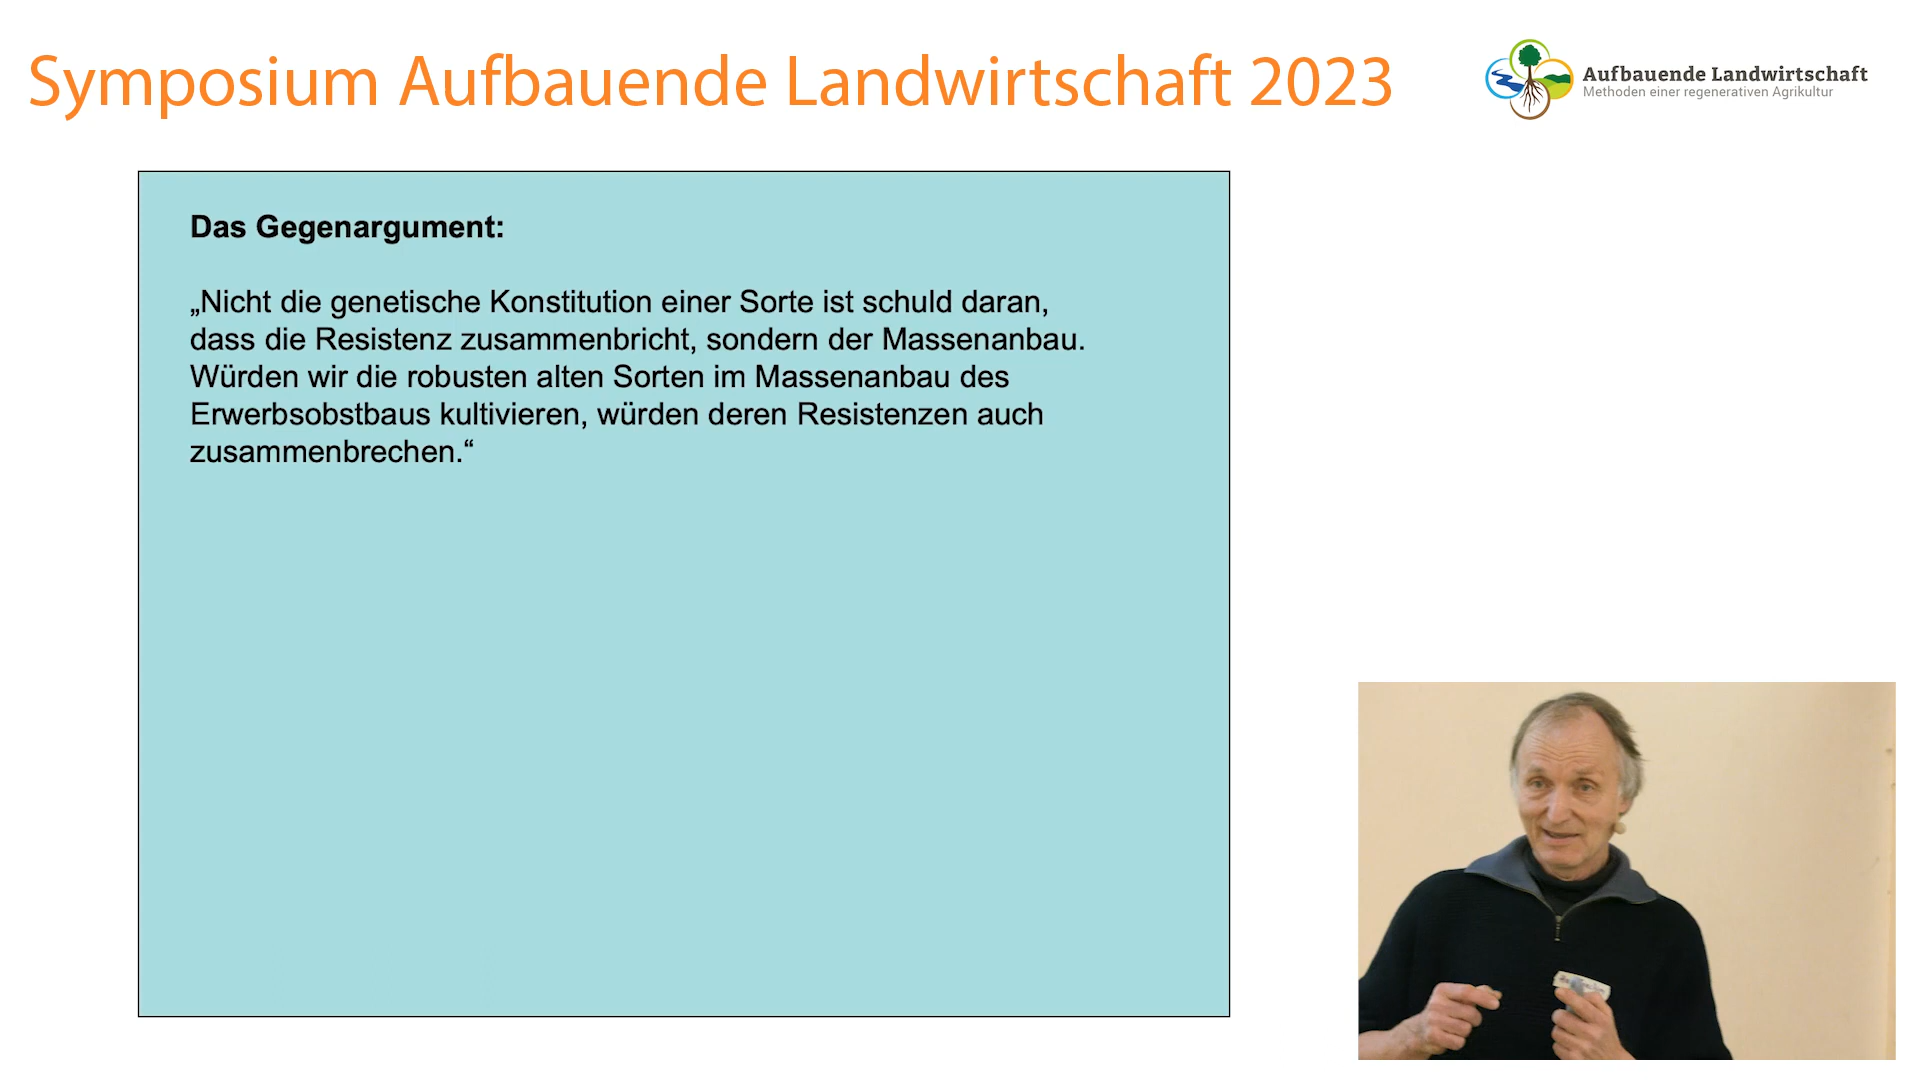 Symposium Aufbauende Landwirtschaft 2023
Aufbauende Landwirtschaft
Methoden einer regenerativen Agrikultur
Das Gegenargument:
„Nicht die genetische Konstitution einer Sorte ist schuld daran,
dass die Resistenz zusammenbricht, sondern der Massenanbau.
Würden wir die robusten alten Sorten im Massenanbau des
Erwerbsobstbaus kultivieren, würden deren Resistenzen auch
zusammenbrechen.“